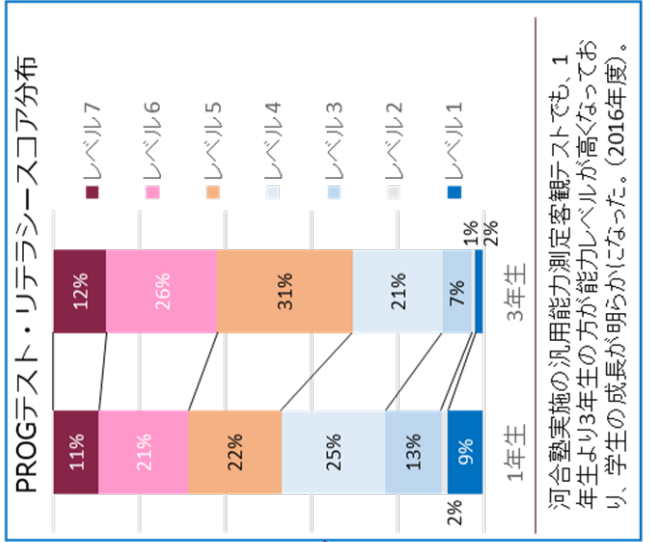 PROGテスト・リテラシースコア分布
11%
21%
22%
25%
13%
2%
9%
12%
26%
31%
21%
7%
1%
2%
1年生
3年生
レベル7
レベル6
レベル5
レベル4
レベル3
レベル2
レベル1
河合塾実施の汎用能力測定客観テストでも、1
年生より3年生の方が能力レベルが高くなってお
り、学生の成長が明らかになった。(2016年度)。